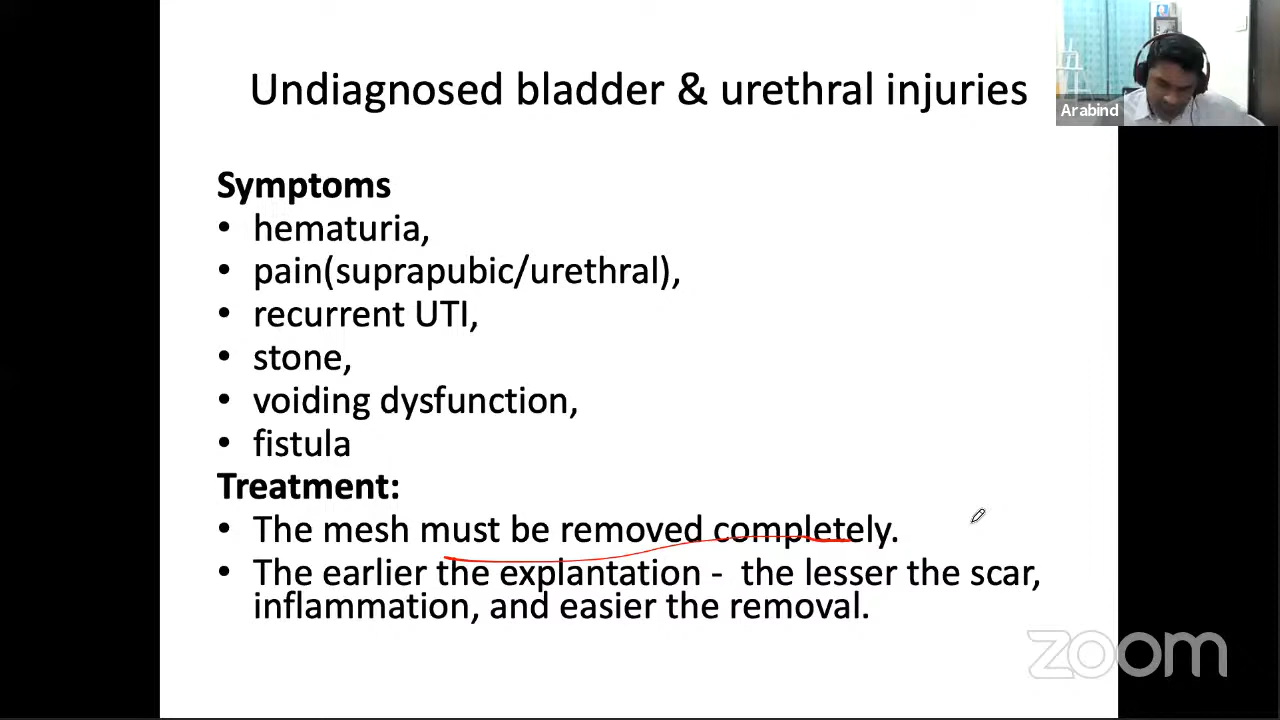 Undiagnosed bladder & urethral injuries
Arabind
Symptoms
• hematuria,
• pain(suprapubic/urethral),
• recurrent UTI,
• stone,
• voiding dysfunction,
• fistula
Treatment:
• The mesh must be removed completely.
• The earlier the explantation - the lesser the scar,
inflammation, and easier the removal.
zoom